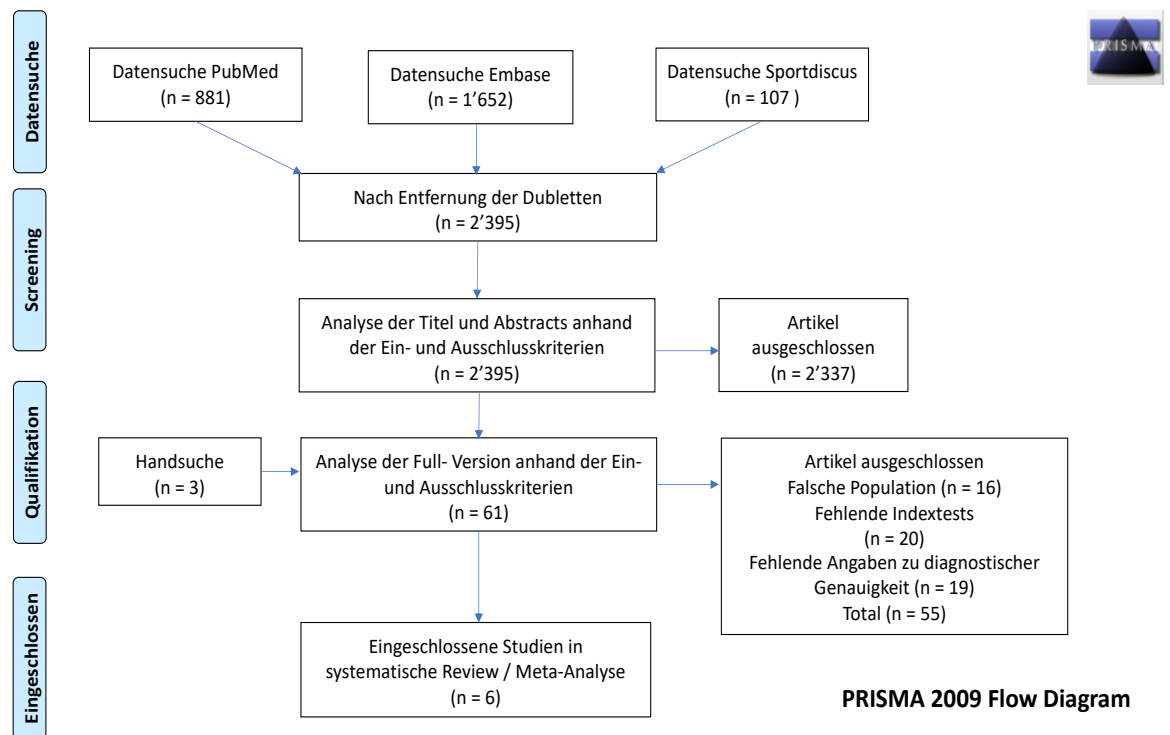 Datensuche
Datensuche PubMed
(n = 881)
Datensuche Embase
(n = 1’652)
Datensuche Sportdiscus
(n = 107 )
PRISMA
Screening
Nach Entfernung der Dubletten
(n = 2’395)
Analyse der Titel und Abstracts anhand
der Ein- und Ausschlusskriterien
(n = 2’395)
Artikel
ausgeschlossen
(n = 2’337)
Qualifikation
Handsuche
(n = 3)
Analyse der Full- Version anhand der Ein-
und Ausschlusskriterien
(n = 61)
Artikel ausgeschlossen
Falsche Population (n = 16)
Fehlende Indextests
(n = 20)
Fehlende Angaben zu diagnostischer
Genauigkeit (n = 19)
Total (n = 55)
Eingeschlossen
Eingeschlossene Studien in
systematische Review / Meta-Analyse
(n = 6)
PRISMA 2009 Flow Diagram